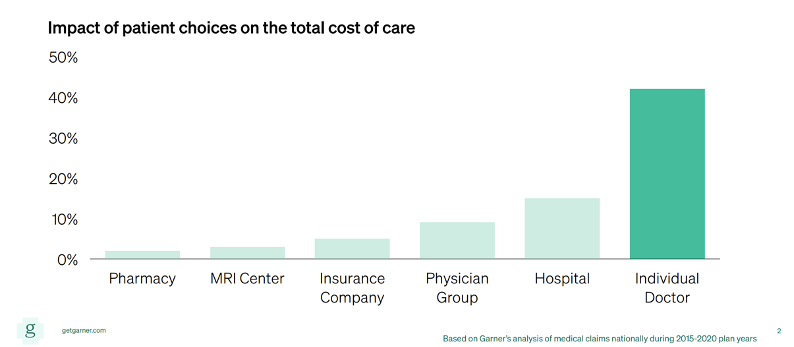 Impact of patient choices on the total cost of care
50%
40%
30%
20%
10%
0%
Pharmacy
MRI Center
Insurance
Company
Physician
Group
Hospital
Individual
Doctor
g
getgarner.com
2
Based on Garner's analysis of medical claims nationally during 2015-2020 plan years